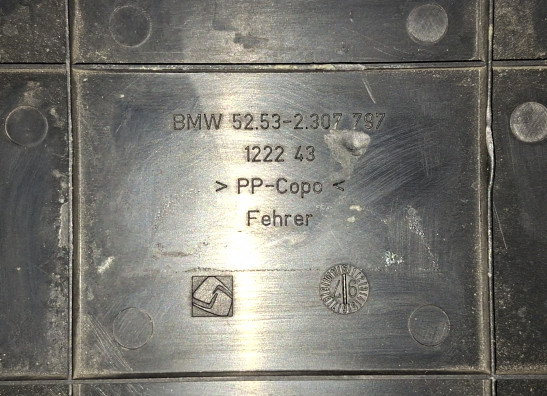 BMW 52.53-2.307 797
1222 43
> PP-Copo <
Fehrer